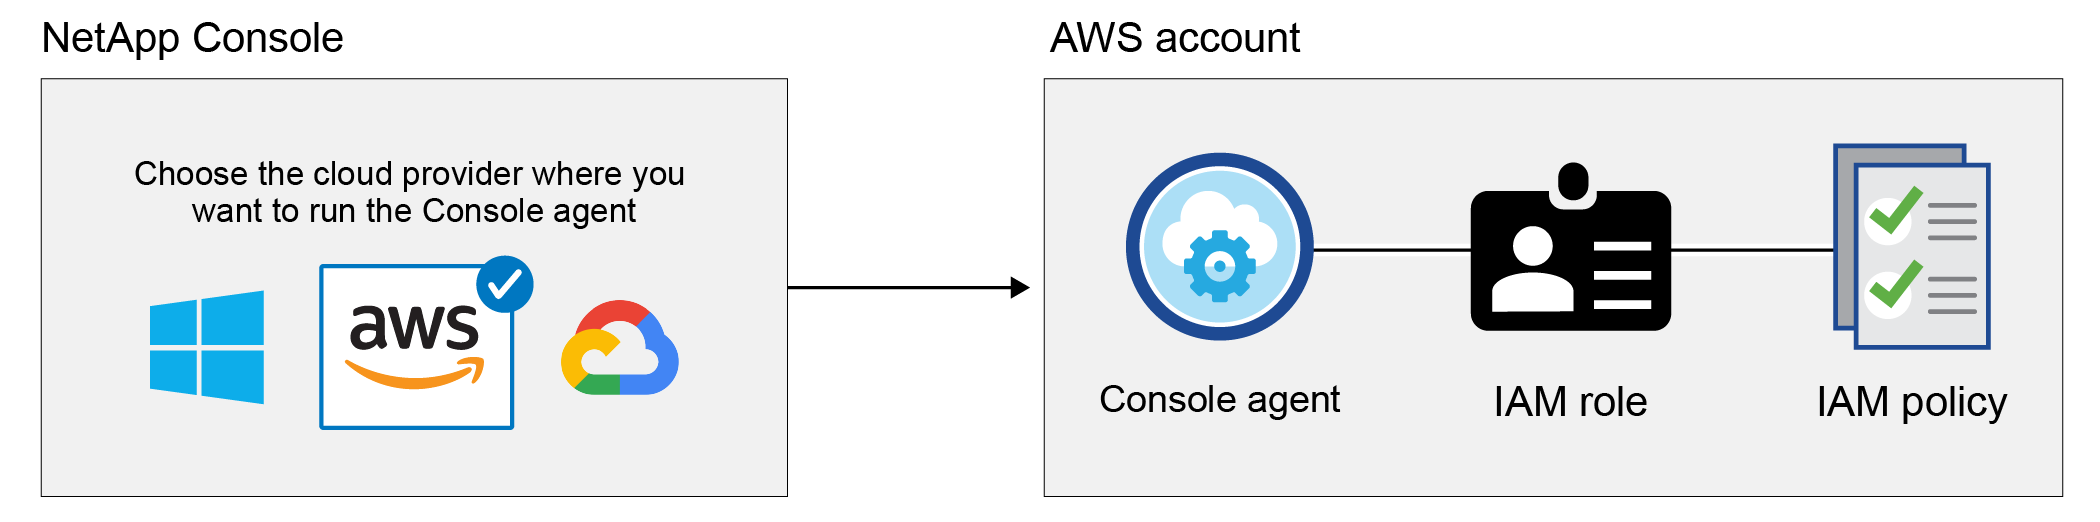 NetApp Console
AWS account
Choose the cloud provider where you
want to run the Console agent
aws
Console agent
IAM role
IAM policy